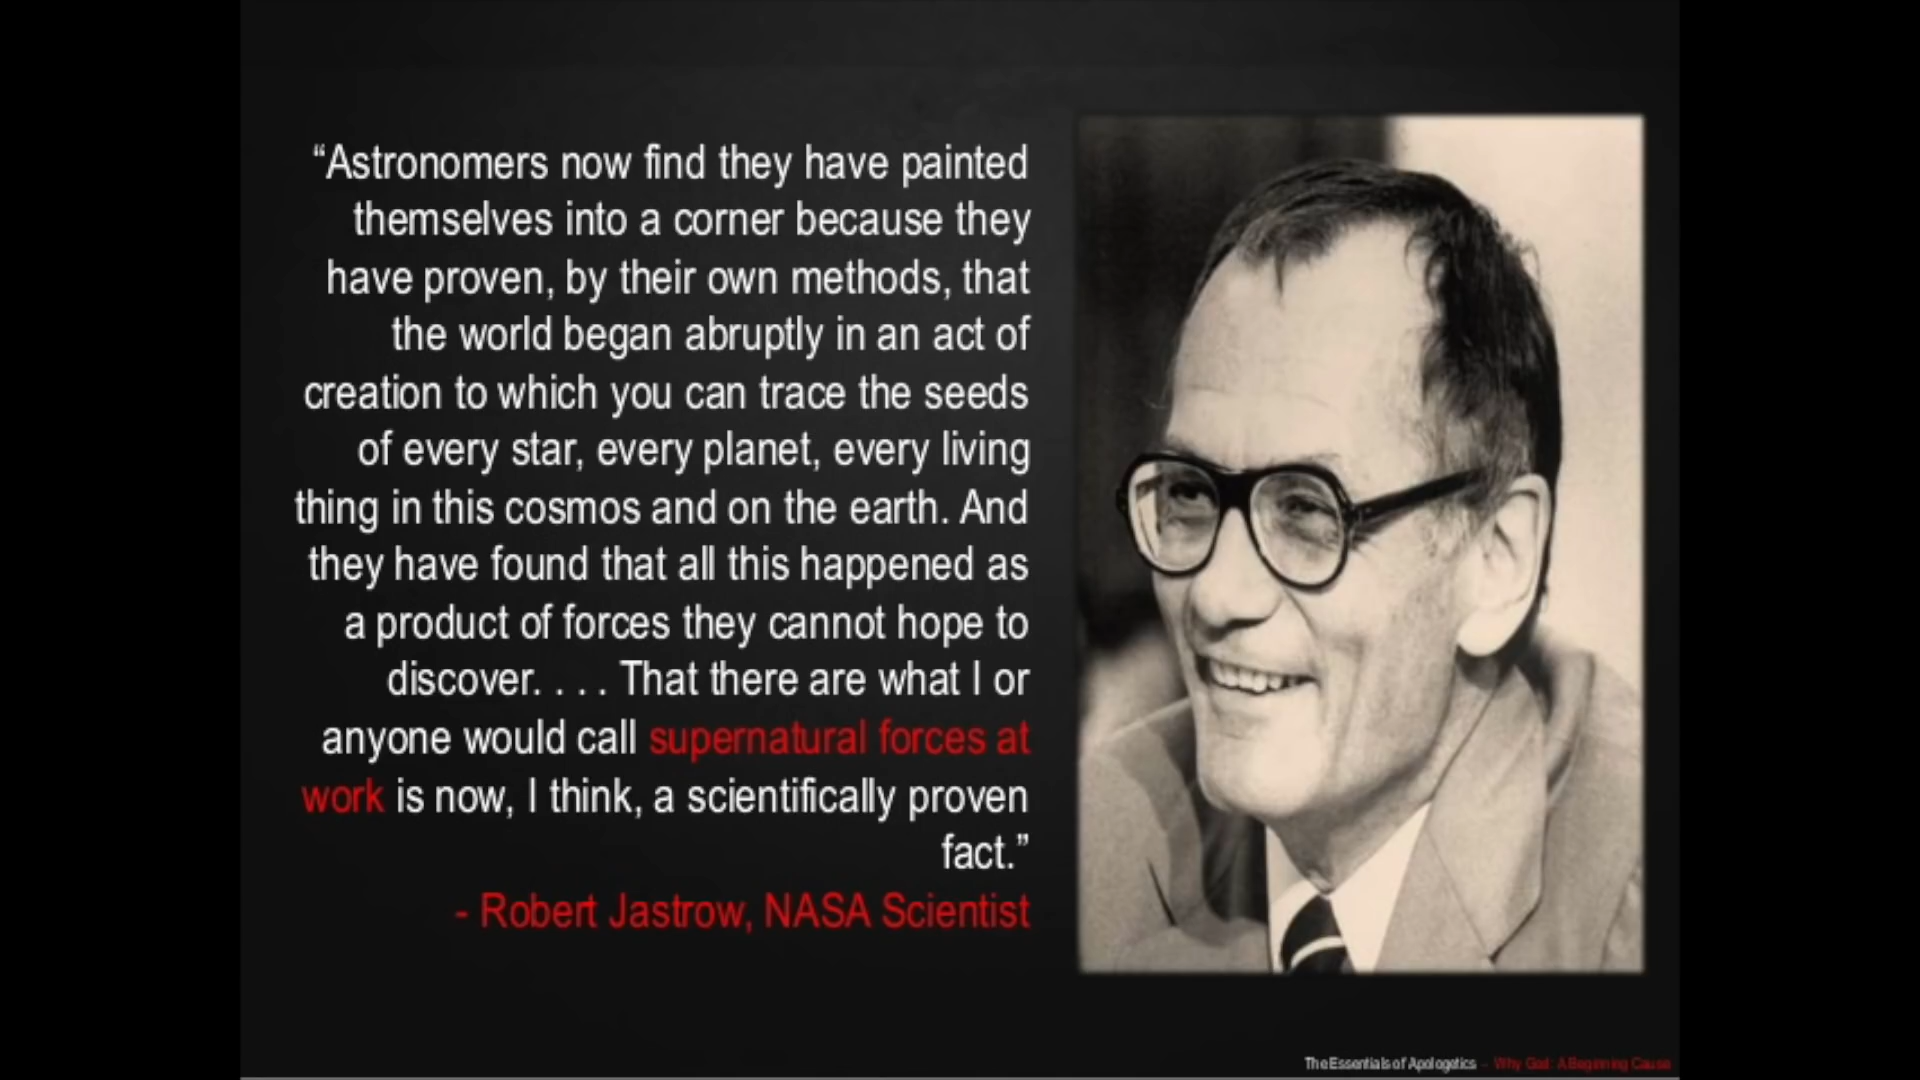 “Astronomers now find they have painted
themselves into a corner because they
have proven, by their own methods, that
the world began abruptly in an act of
creation to which you can trace the seeds
of every star, every planet, every living
thing in this cosmos and on the earth. And
they have found that all this happened as
a product of forces they cannot hope to
discover. . . . That there are what I or
anyone would call supernatural forces at
work is now, I think, a scientifically proven
fact.”
- Robert Jastrow, NASA Scientist
The Essentials of Apologetics – Why God: A Beginning Cause